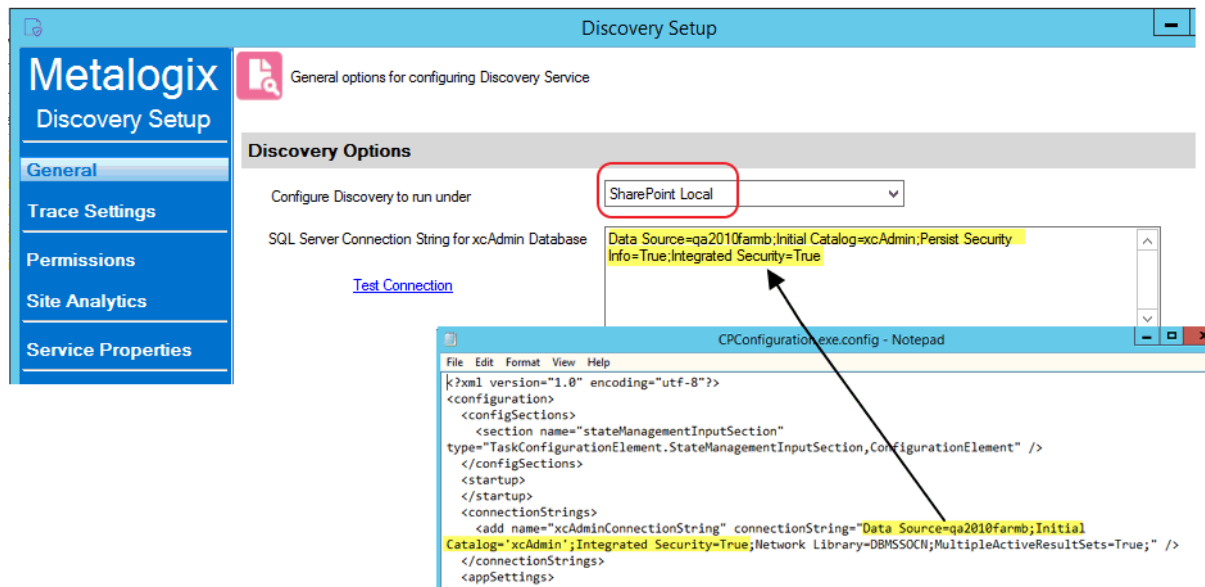 Discovery Setup
Metalogix
Discovery Setup
General
Trace Settings
Permissions
Site Analytics
Service Properties
General options for configuring Discovery Service
Discovery Options
Configure Discovery to run under
SharePoint Local
SQL Server Connection String for xcAdmin Database
Data Source=qa2010farmb;Initial Catalog=xcAdmin;Persist Security
Info=True;Integrated Security=True
Test Connection
CPConfiguration.exe.config - Notepad
File Edit Format View Help
<?xml version="1.0" encoding="utf-8"?>
<configuration>
<configSections>
<section name="stateManagementInputSection"
type="TaskConfigurationElement.StateManagementInputSection,ConfigurationElement" />
</configSections>
<startup>
</startup>
<connectionStrings>
<add name="xcAdminConnectionString" connectionString="Data Source=qa2010farmb;Initial
Catalog='xcAdmin';Integrated Security=True;Network Library=DBMSSOCN;MultipleActiveResultSets=True;" />
</connectionStrings>
<appSettings>